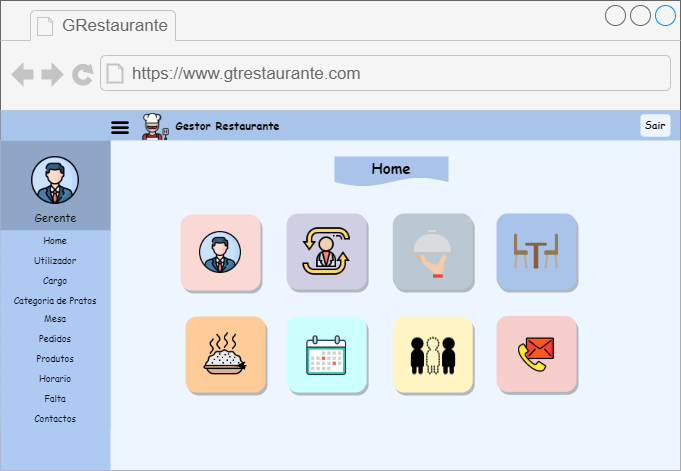 GRestaurante
https://www.gtrestaurante.com
Gestor Restaurante
Sair
Home
Gerente
Home
Utilizador
Cargo
Categoria de Pratos
Mesa
Pedidos
Produtos
Horario
Falta
Contactos